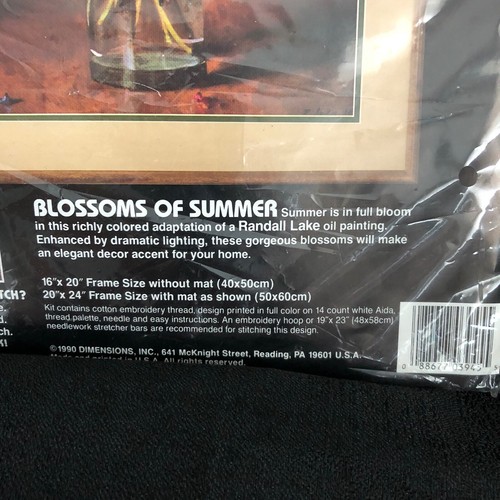 BLOSSOMS OF SUMMER Summer is in full bloom
in this richly colored adaptation of a Randall Lake oil painting.
Enhanced by dramatic lighting, these gorgeous blossoms will make
an elegant decor accent for your home.
16"x 20" Frame Size without mat (40x50cm)
20"x 24" Frame Size with mat as shown (50x60cm)
TCH?
Kit contains cotton embroidery thread, design printed in full color on 14 count white Aida,
thread palette, needle and easy instructions. An embroidery hoop or 19"x 23" (48x58cm)
needlework stretcher bars are recommended for stitching this design.
©1990 DIMENSIONS, INC., 641 McKnight Street, Reading, PA 19601 U.S.A.
Made and printed in U.S.A. All rights reserved.